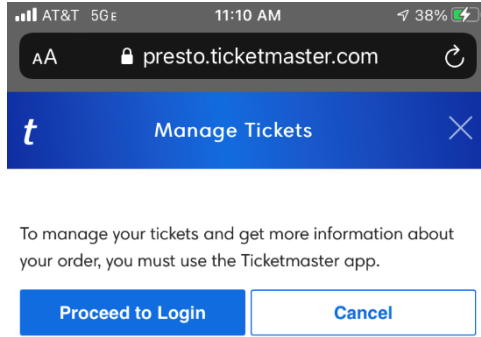 AT&T 5GE 11:10 AM 38%
AA presto.ticketmaster.com
t Manage Tickets
To manage your tickets and get more information about
your order, you must use the Ticketmaster app.
Proceed to Login Cancel